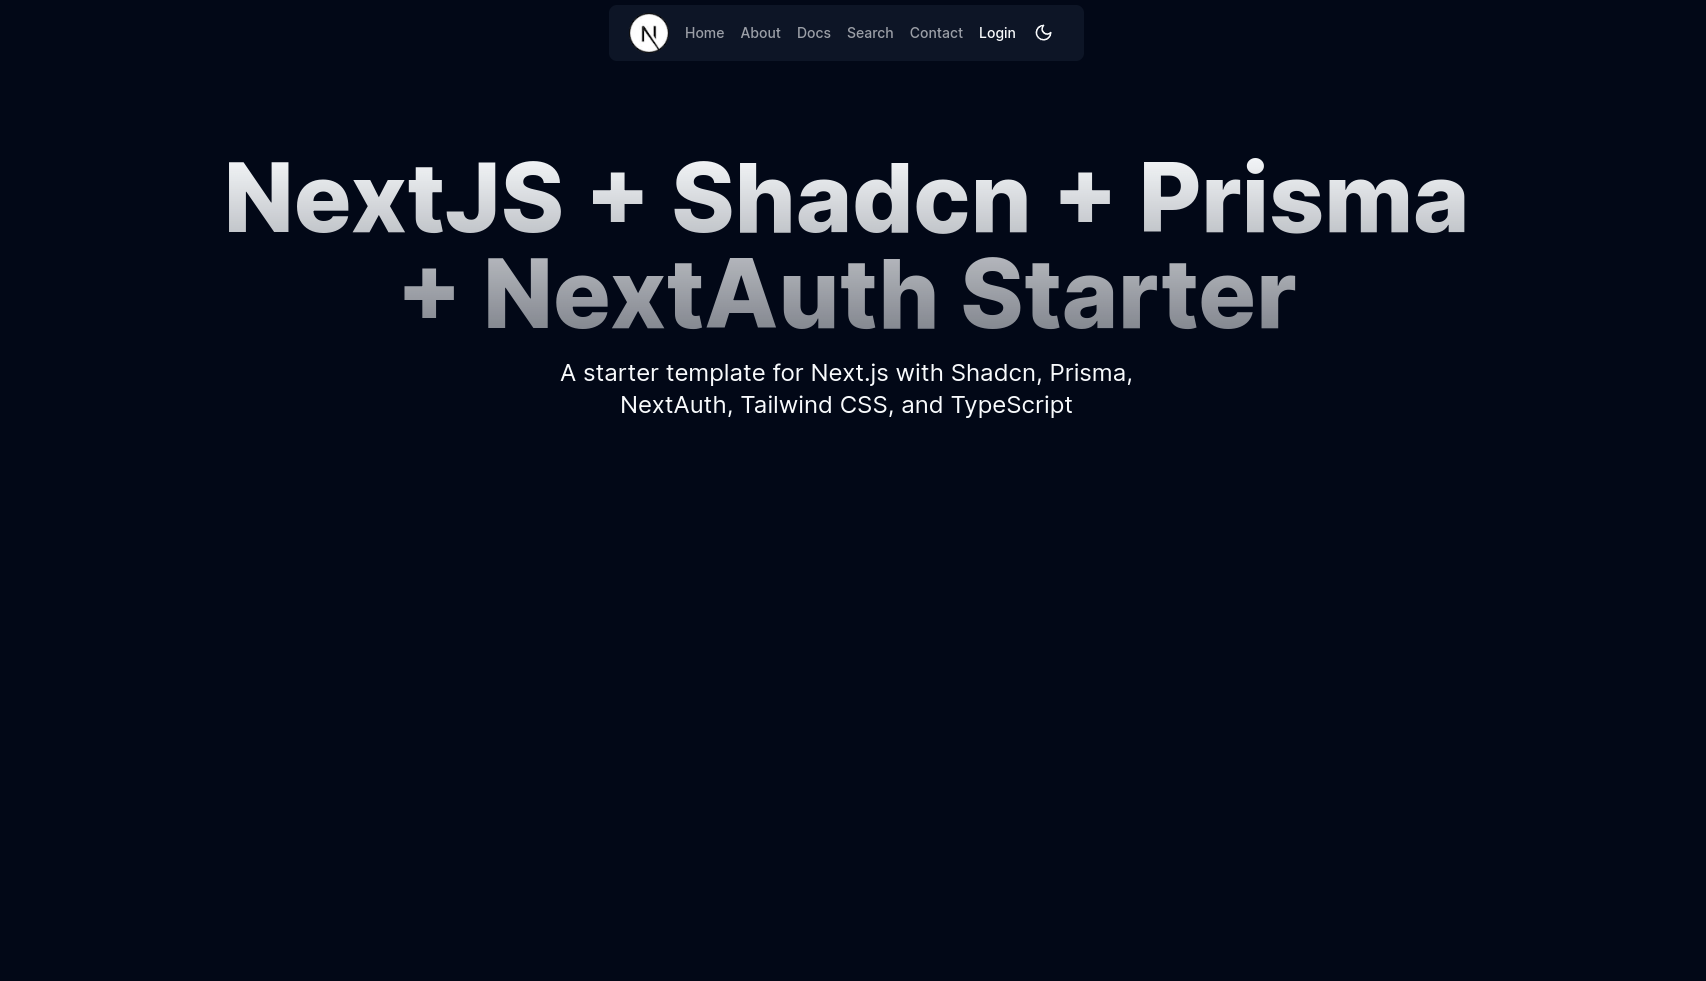 N Home About Docs Search Contact Login
NextJS + Shadcn + Prisma
+ NextAuth Starter
A starter template for Next.js with Shadcn, Prisma,
NextAuth, Tailwind CSS, and TypeScript